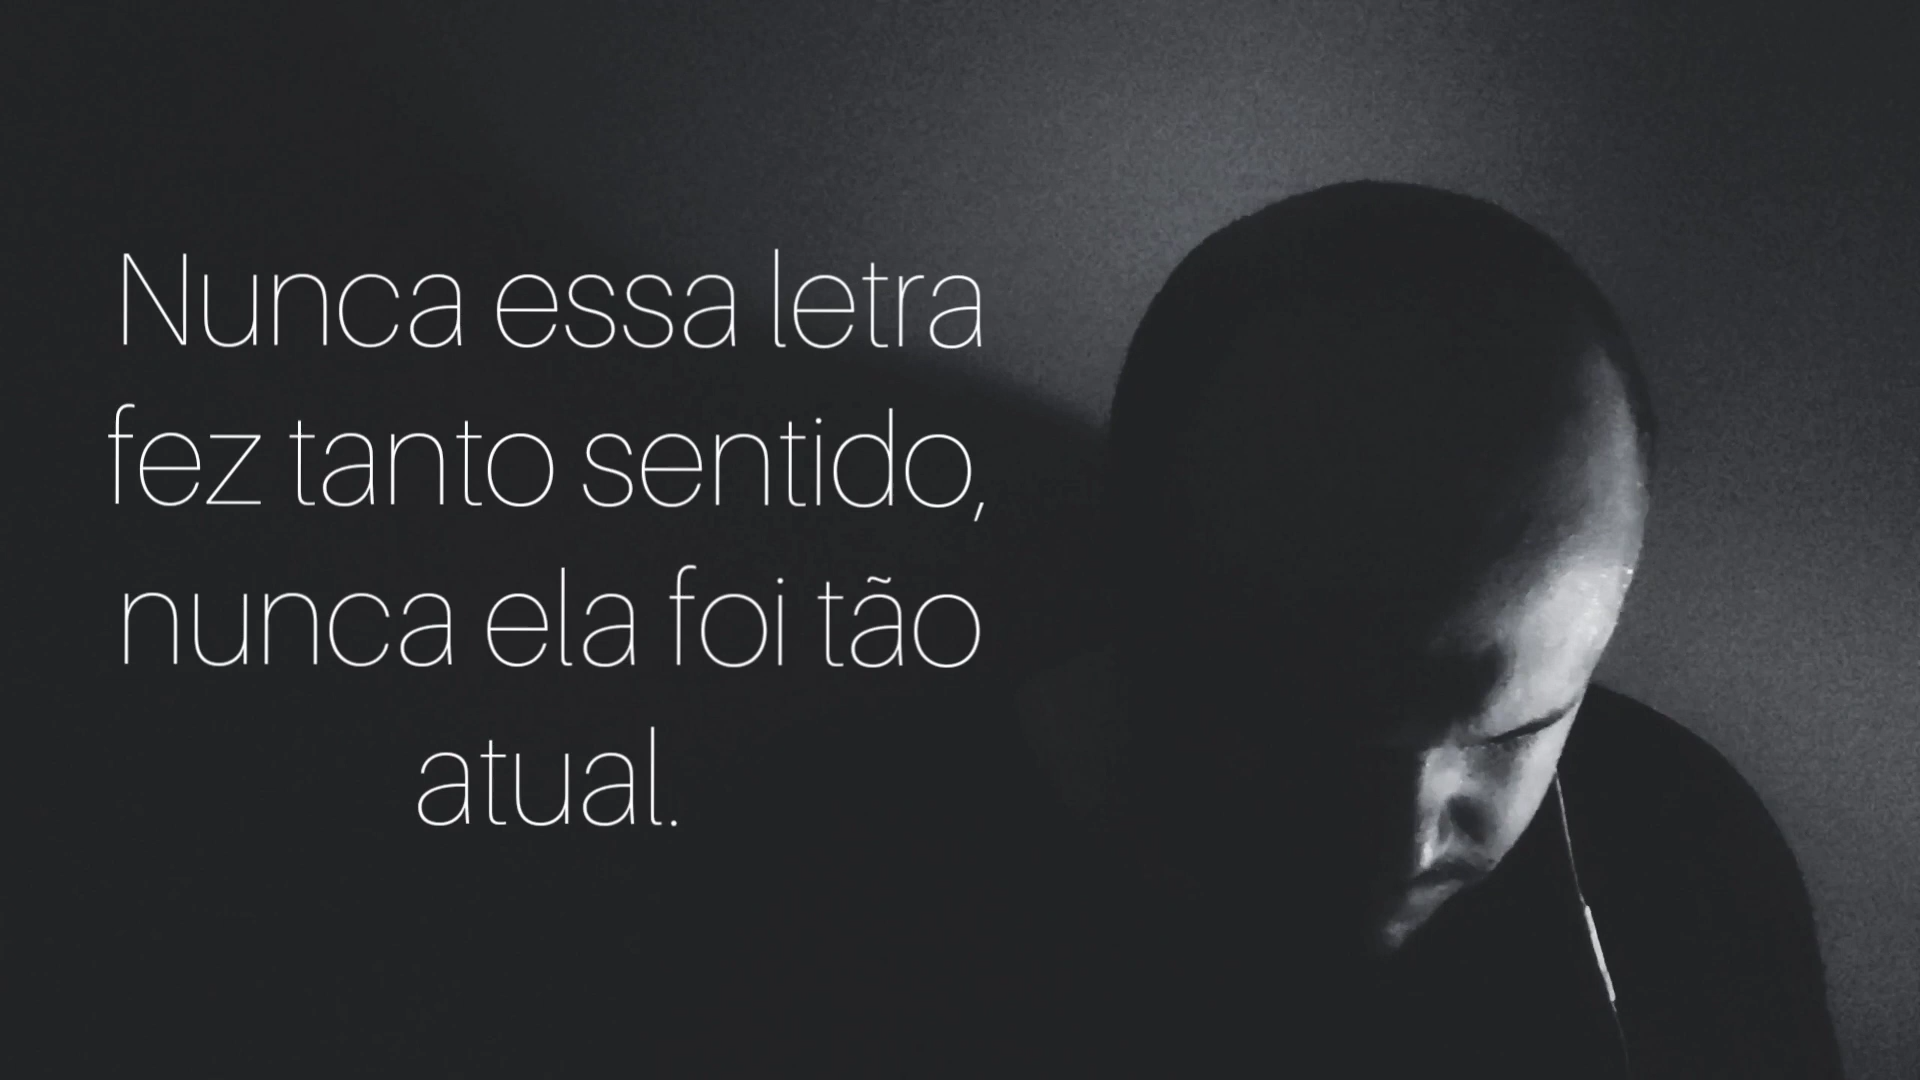 Nunca essa letra
fez tanto sentido,
nunca ela foi tão
atual.